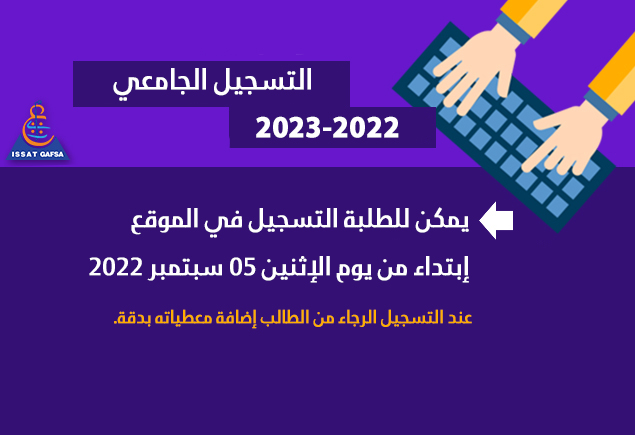 التسجيل الجامعي
2023-2022
ISSAT GAFSA
يمكن للطلبة التسجيل في الموقع
إبتداء من يوم الإثنين 05 سبتمبر 2022
عند التسجيل الرجاء من الطالب إضافة معطياته بدقة.